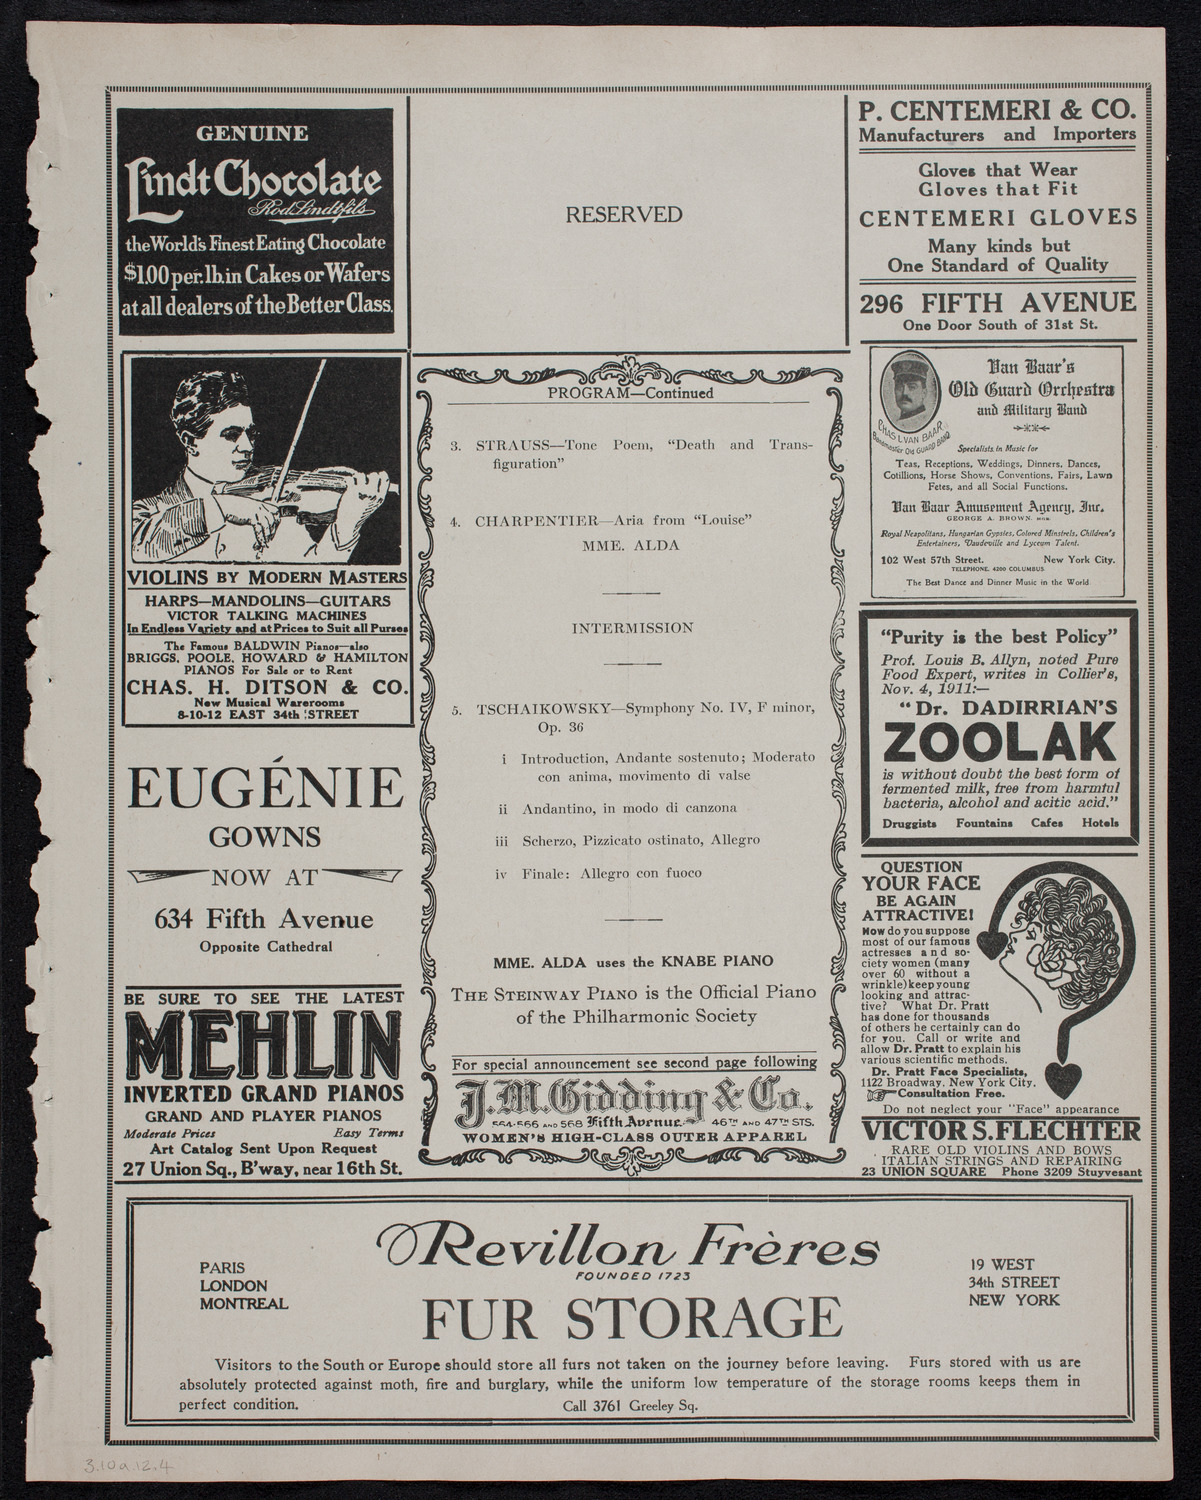 GENUINE
Lindt Chocolate
Rod. Lindt fils
the World's Finest Eating Chocolate
$1.00 per. lb. in Cakes or Wafers
at all dealers of the Better Class.
VIOLINS BY MODERN MASTERS
HARPS—MANDOLINS—GUITARS
VICTOR TALKING MACHINES
In Endless Variety and at Prices to Suit all Purses
The Famous BALDWIN Pianos—also
BRIGGS, POOLE, HOWARD & HAMILTON
PIANOS For Sale or to Rent
CHAS. H. DITSON & CO.
New Musical Warerooms
8-10-12 EAST 34th STREET
EUGÉNIE
GOWNS
NOW AT
634 Fifth Avenue
Opposite Cathedral
BE SURE TO SEE THE LATEST
MEHLIN
INVERTED GRAND PIANOS
GRAND AND PLAYER PIANOS
Moderate Prices Easy Terms
Art Catalog Sent Upon Request
27 Union Sq., B'way, near 16th St.
RESERVED
PROGRAM—Continued
3. STRAUSS—Tone Poem, "Death and Trans-
figuration"
4. CHARPENTIER—Aria from "Louise"
MME. ALDA
INTERMISSION
5. TSCHAIKOWSKY—Symphony No. IV, F minor,
Op. 36
i Introduction, Andante sostenuto; Moderato
con anima, movimento di valse
ii Andantino, in modo di canzona
iii Scherzo, Pizzicato ostinato, Allegro
iv Finale: Allegro con fuoco
MME. ALDA uses the KNABE PIANO
THE STEINWAY PIANO is the Official Piano
of the Philharmonic Society
For special announcement see second page following
J.M. Gidding & Co.
564-566 AND 568 Fifth Avenue 46TH AND 47TH STS.
WOMEN'S HIGH-CLASS OUTER APPAREL
P. CENTEMERI & CO.
Manufacturers and Importers
Gloves that Wear
Gloves that Fit
CENTEMERI GLOVES
Many kinds but
One Standard of Quality
296 FIFTH AVENUE
One Door South of 31st St.
CHAS. L. VAN BAAR
Bandmaster Old GUARD BAND
Van Baar's
Old Guard Orchestra
and Military Band
Specialists in Music for
Teas, Receptions, Weddings, Dinners, Dances,
Cotillions, Horse Shows, Conventions, Fairs, Lawn
Fetes, and all Social Functions.
Van Baar Amusement Agency, Inc.
GEORGE A. BROWN, MGR.
Royal Neapolitans, Hungarian Gypsies, Colored Minstrels, Children's
Entertainers, Vaudeville and Lyceum Talent.
102 West 57th Street. New York City.
TELEPHONE, 4200 COLUMBUS
The Best Dance and Dinner Music in the World
"Purity is the best Policy"
Prof. Louis B. Allyn, noted Pure
Food Expert, writes in Collier's,
Nov. 4, 1911:—
"Dr. DADIRRIAN'S
ZOOLAK
is without doubt the best form of
fermented milk, free from harmful
bacteria, alcohol and acitic acid."
Druggists Fountains Cafes Hotels
QUESTION
YOUR FACE
BE AGAIN
ATTRACTIVE!
How do you suppose
most of our famous
actresses and so-
ciety women (many
over 60 without a
wrinkle) keep young
looking and attrac-
tive? What Dr. Pratt
has done for thousands
of others he certainly can do
for you. Call or write and
allow Dr. Pratt to explain his
various scientific methods.
Dr. Pratt Face Specialists,
1122 Broadway, New York City.
Consultation Free.
Do not neglect your "Face" appearance
VICTOR S. FLECHTER
RARE OLD VIOLINS AND BOWS
ITALIAN STRINGS AND REPAIRING
23 UNION SQUARE Phone 3209 Stuyvesant
Revillon Frères
FOUNDED 1723
PARIS
LONDON
MONTREAL
19 WEST
34th STREET
NEW YORK
FUR STORAGE
Visitors to the South or Europe should store all furs not taken on the journey before leaving. Furs stored with us are
absolutely protected against moth, fire and burglary, while the uniform low temperature of the storage rooms keeps them in
perfect condition. Call 3761 Greeley Sq.
3.10a.12.4